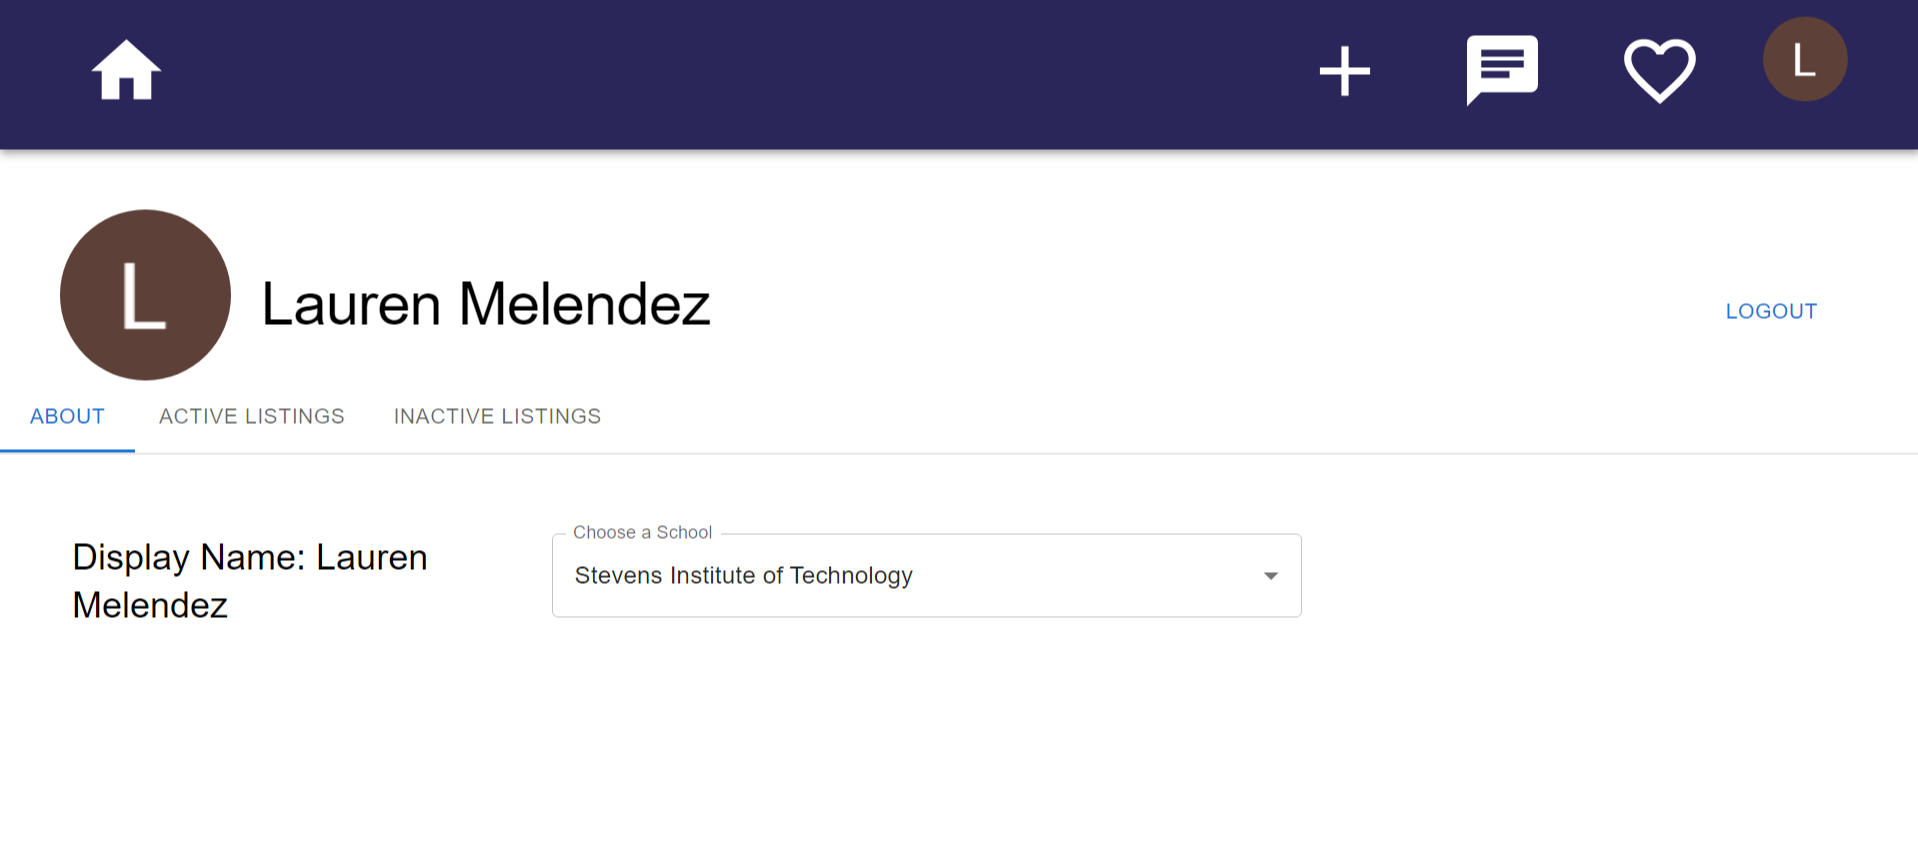 L
L
Lauren Melendez
LOGOUT
ABOUT ACTIVE LISTINGS INACTIVE LISTINGS
Display Name: Lauren
Melendez
Choose a School
Stevens Institute of Technology